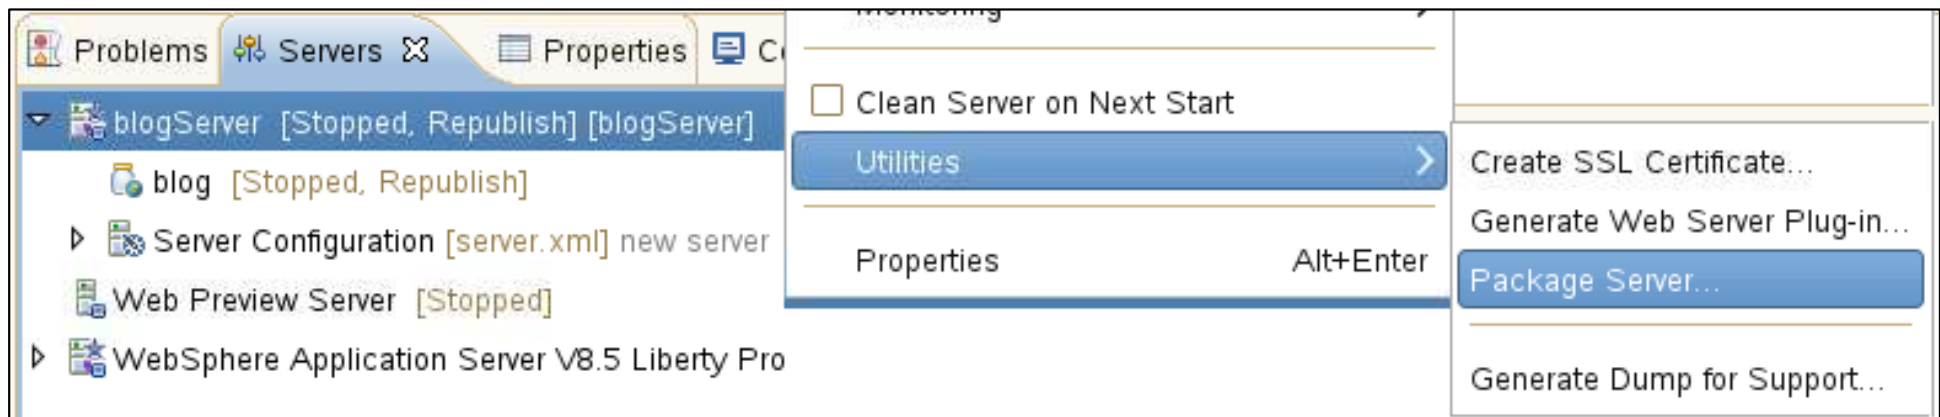 Monitoring
Problems Servers Properties
Clean Server on Next Start
blogServer [Stopped, Republish] [blogServer]
Utilities
Create SSL Certificate...
blog [Stopped, Republish]
Generate Web Server Plug-in...
Server Configuration [server.xml] new server
Properties Alt+Enter
Package Server...
Web Preview Server [Stopped]
WebSphere Application Server V8.5 Liberty Pro
Generate Dump for Support...